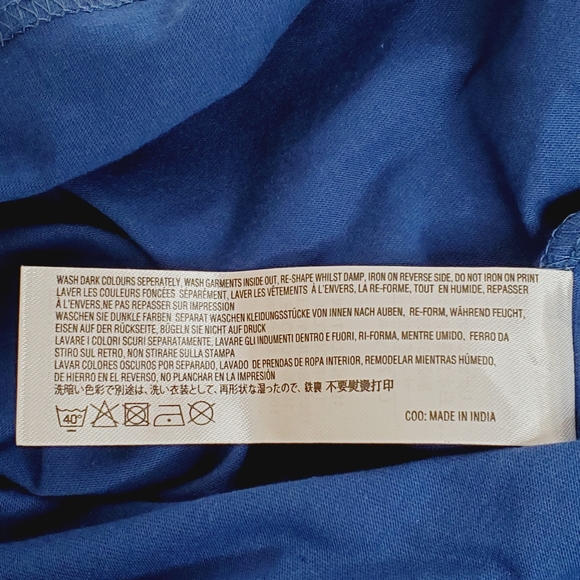 WASH DARK COLOURS SEPERATELY, WASH GARMENTS INSIDE OUT, RE-SHAPE WHILST DAMP, IRON ON REVERSE SIDE, DO NOT IRON ON PRINT
LAVER LES COULEURS FONCÉES SÉPARÉMENT, LAVER LES VÊTEMENTS À L'ENVERS, LA RE-FORME, TOUT EN HUMIDE, REPASSER
À L'ENVERS,NE PAS REPASSER SUR IMPRESSION
WASCHEN SIE DUNKLE FARBEN SEPARAT WASCHEN KLEIDUNGSSTÜCKE VON INNEN NACH AUßEN, RE-FORM, WÄHREND FEUCHT,
EISEN AUF DER RÜCKSEITE, BÜGELN SIE NICHT AUF DRUCK
LAVARE I COLORI SCURI SEPARATAMENTE, LAVARE GLI INDUMENTI DENTRO E FUORI, RI-FORMA, MENTRE UMIDO, FERRO DA
STIRO SUL RETRO, NON STIRARE SULLA STAMPA
LAVAR COLORES OSCUROS POR SEPARADO, LAVADO DE PRENDAS DE ROPA INTERIOR, REMODELAR MIENTRAS HÚMEDO,
DE HIERRO EN EL REVERSO, NO PLANCHAR EN LA IMPRESIÓN
洗暗い色彩で別途は、洗い衣装として、再形状な湿ったので、鉄裏 不要熨燙打印
40°
COO: MADE IN INDIA